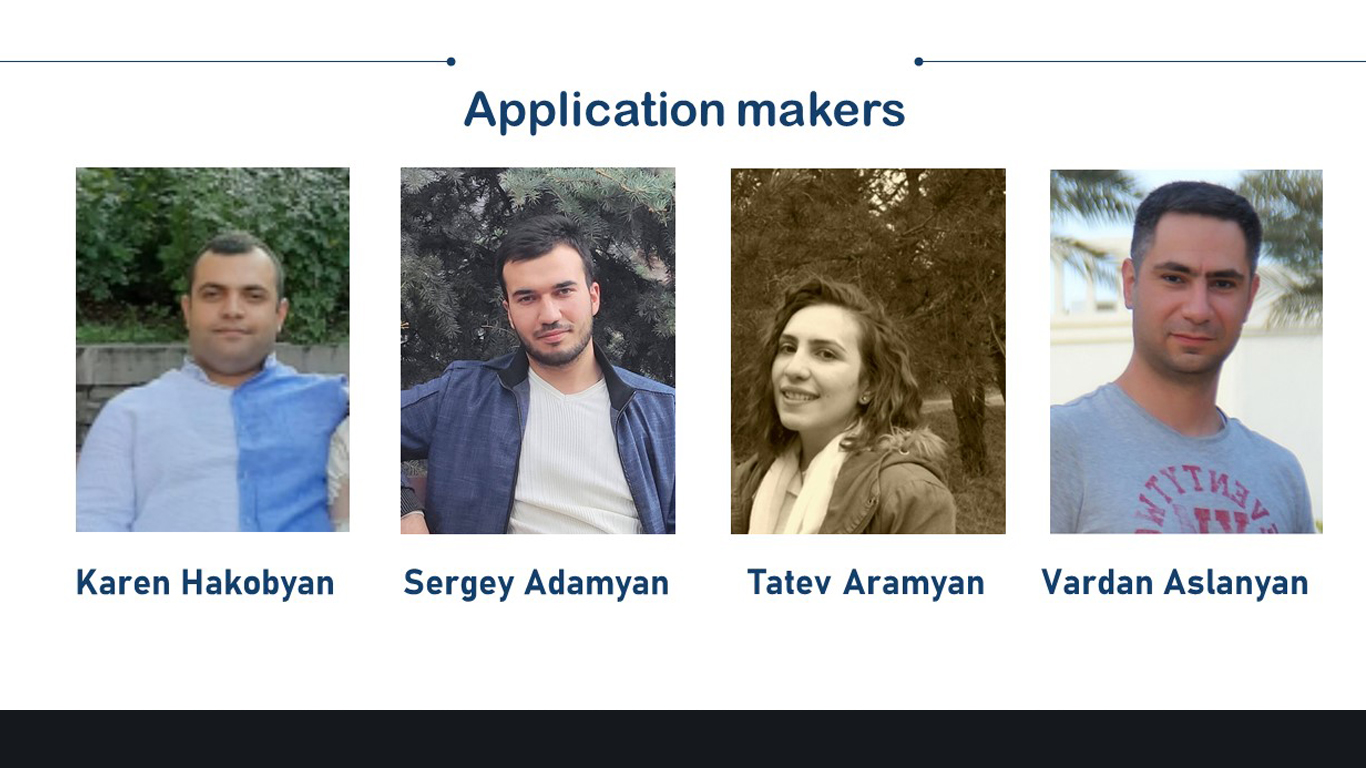 Application makers
Karen Hakobyan
Sergey Adamyan
Tatev Aramyan
Vardan Aslanyan